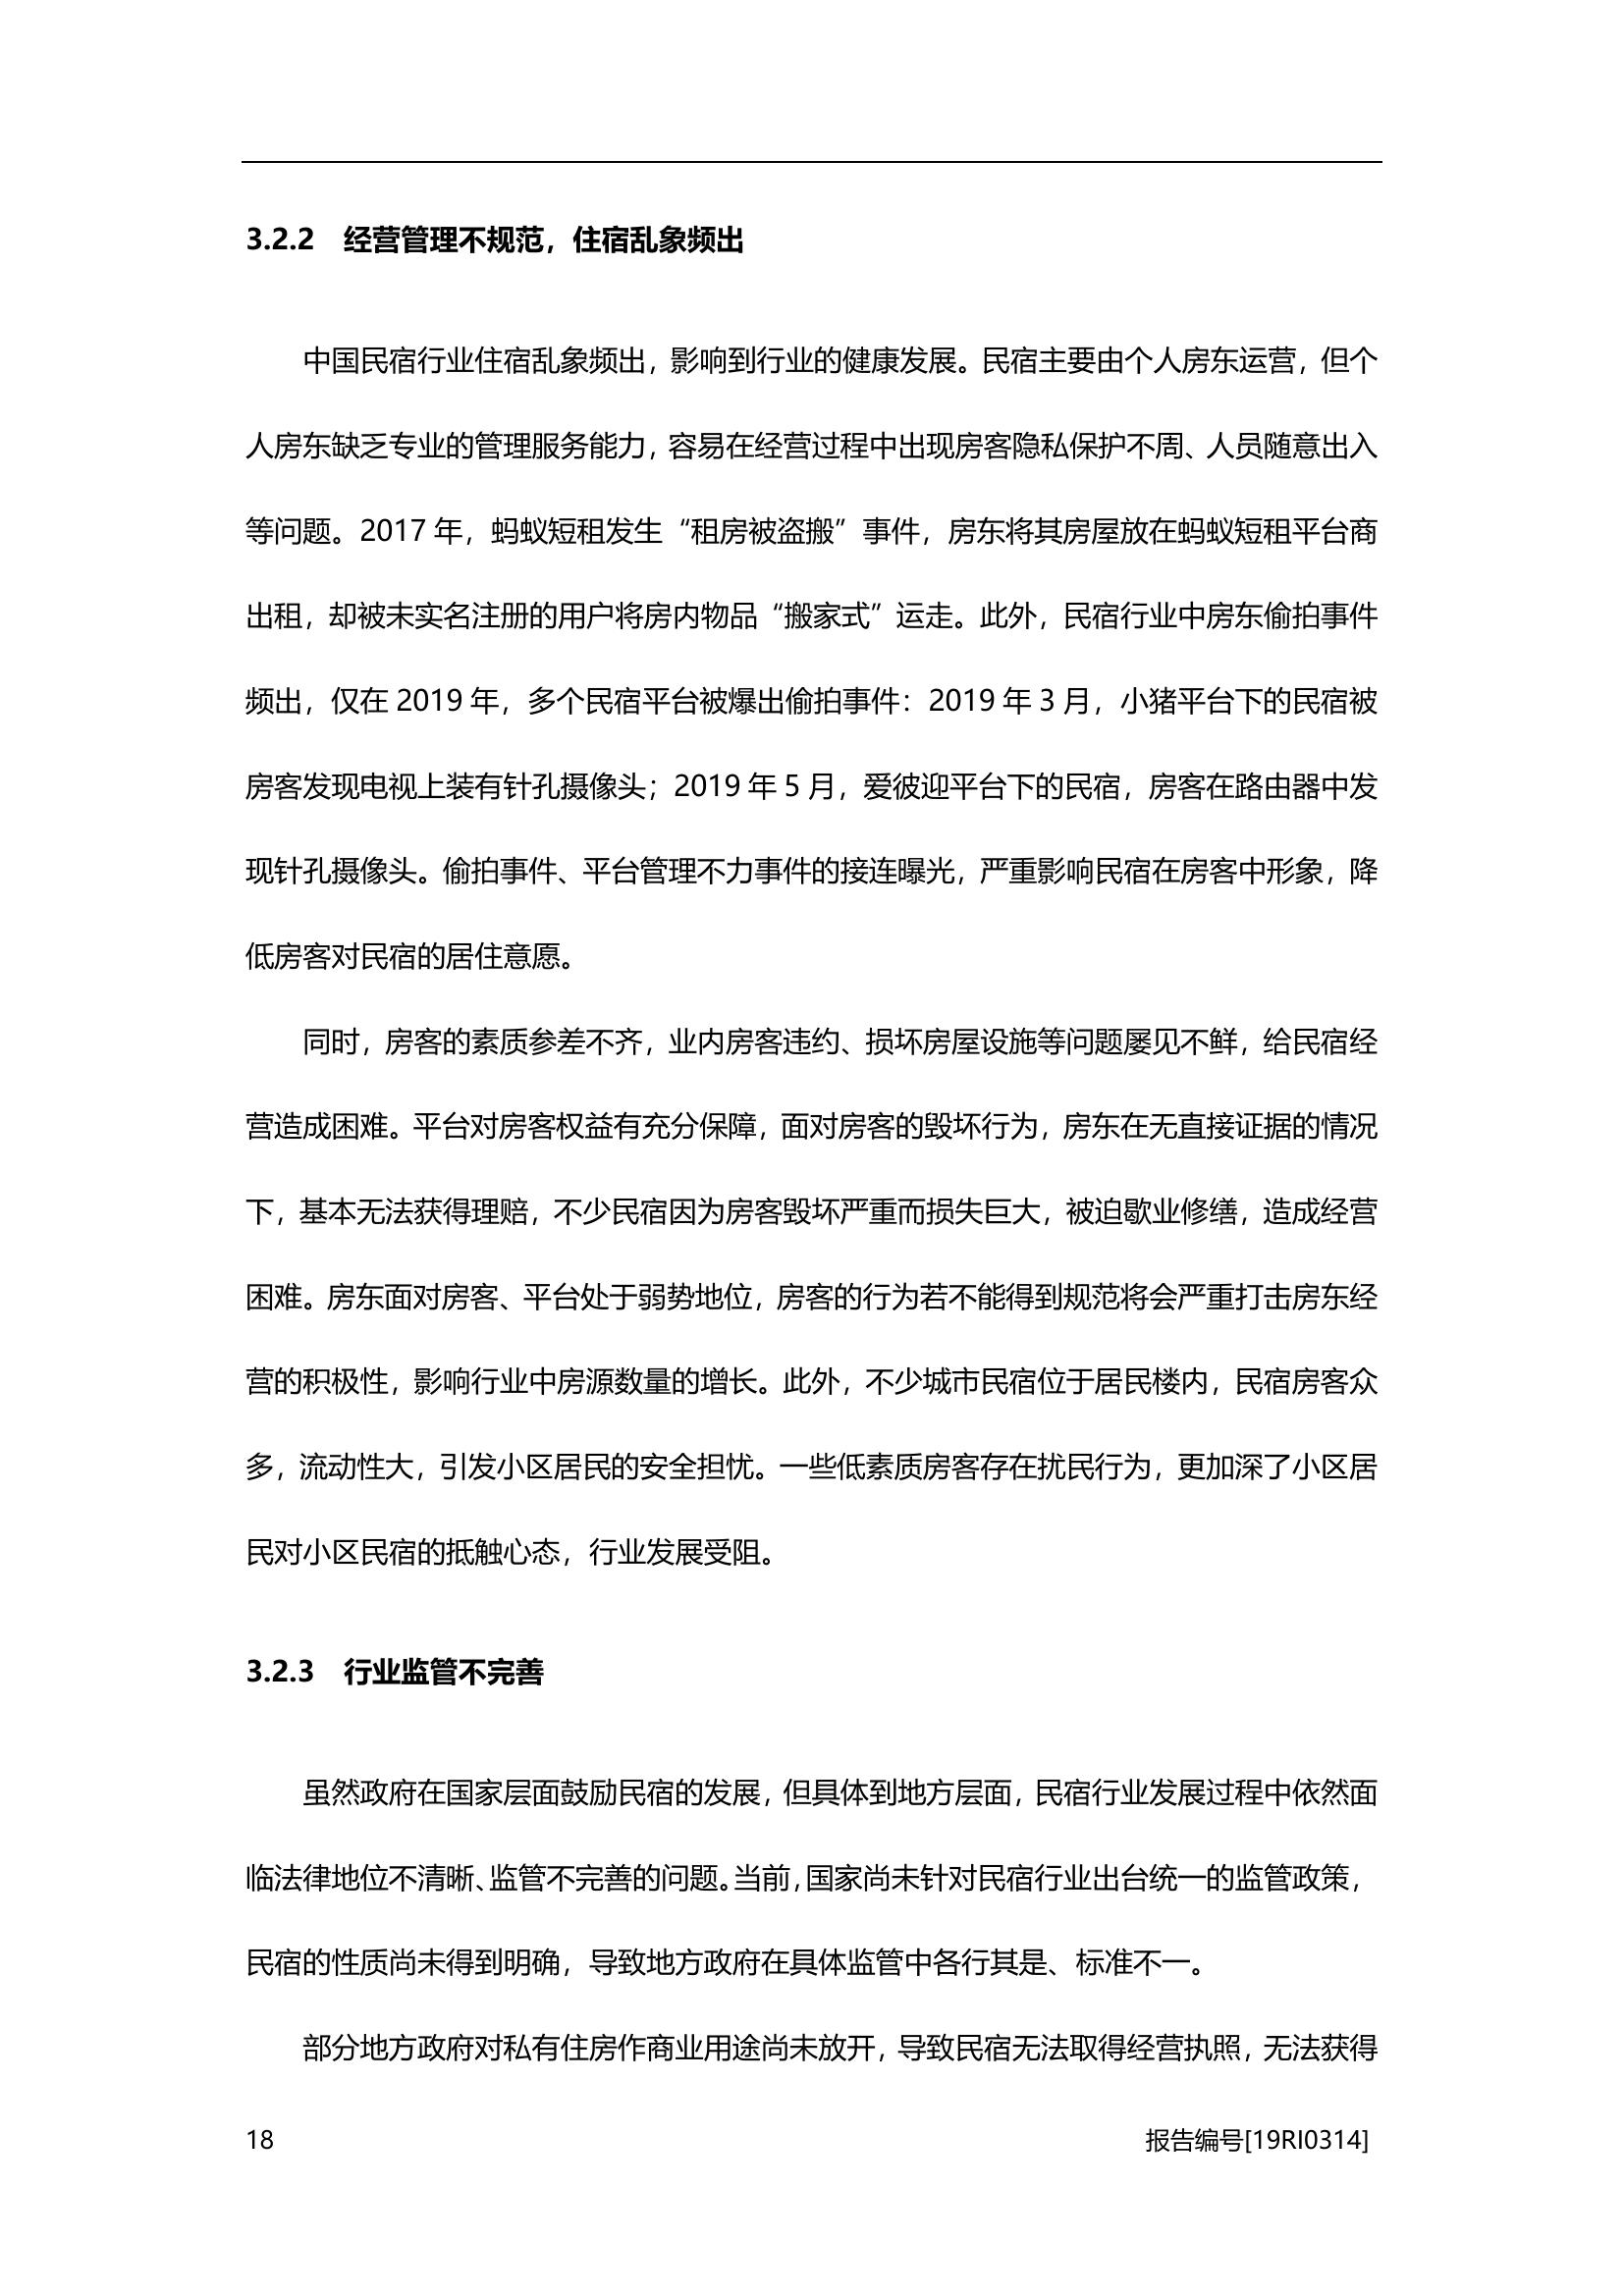 3.2.2 经营管理不规范，住宿乱象频出
中国民宿行业住宿乱象频出，影响到行业的健康发展。民宿主要由个人房东运营，但个
人房东缺乏专业的管理服务能力，容易在经营过程中出现房客隐私保护不周、人员随意出入
等问题。2017 年，蚂蚁短租发生“租房被盗搬”事件，房东将其房屋放在蚂蚁短租平台商
出租，却被未实名注册的用户将房内物品“搬家式”运走。此外，民宿行业中房东偷拍事件
频出，仅在 2019 年，多个民宿平台被爆出偷拍事件：2019 年 3 月，小猪平台下的民宿被
房客发现电视上装有针孔摄像头；2019 年 5 月，爱彼迎平台下的民宿，房客在路由器中发
现针孔摄像头。偷拍事件、平台管理不力事件的接连曝光，严重影响民宿在房客中形象，降
低房客对民宿的居住意愿。
同时，房客的素质参差不齐，业内房客违约、损坏房屋设施等问题屡见不鲜，给民宿经
营造成困难。平台对房客权益有充分保障，面对房客的毁坏行为，房东在无直接证据的情况
下，基本无法获得理赔，不少民宿因为房客毁坏严重而损失巨大，被迫歇业修缮，造成经营
困难。房东面对房客、平台处于弱势地位，房客的行为若不能得到规范将会严重打击房东经
营的积极性，影响行业中房源数量的增长。此外，不少城市民宿位于居民楼内，民宿房客众
多，流动性大，引发小区居民的安全担忧。一些低素质房客存在扰民行为，更加深了小区居
民对小区民宿的抵触心态，行业发展受阻。
3.2.3 行业监管不完善
虽然政府在国家层面鼓励民宿的发展，但具体到地方层面，民宿行业发展过程中依然面
临法律地位不清晰、监管不完善的问题。当前，国家尚未针对民宿行业出台统一的监管政策，
民宿的性质尚未得到明确，导致地方政府在具体监管中各行其是、标准不一。
部分地方政府对私有住房作商业用途尚未放开，导致民宿无法取得经营执照，无法获得
18 报告编号[19RI0314]